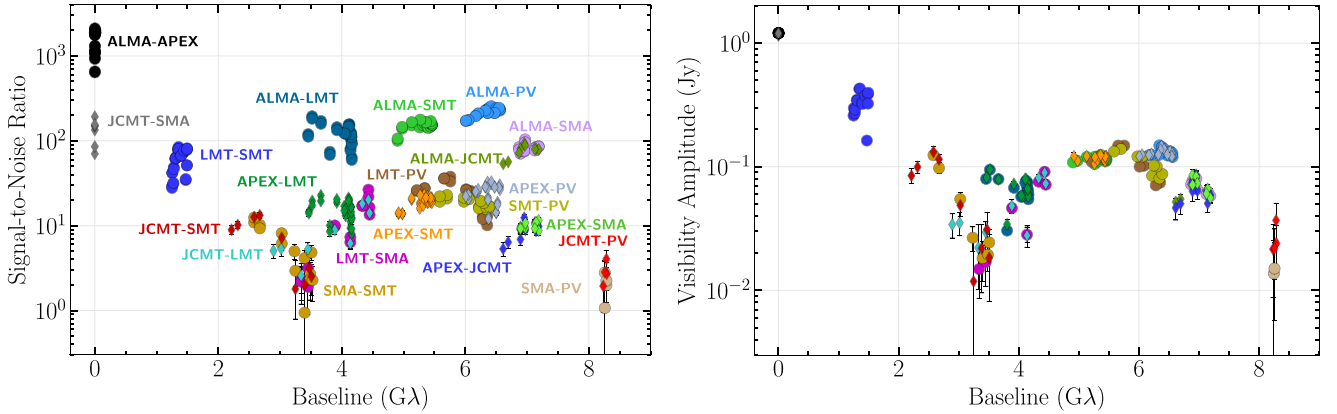 Signal-to-Noise Ratio
10³
10²
10¹
10⁰
ALMA-APEX
JCMT-SMA
LMT-SMT
ALMA-LMT
ALMA-SMT
ALMA-PV
ALMA-SMA
ALMA-JCMT
LMT-PV
APEX-LMT
APEX-PV
SMT-PV
JCMT-SMT
APEX-SMT
APEX-SMA
JCMT-PV
JCMT-LMT
LMT-SMA
APEX-JCMT
SMA-SMT
SMA-PV
0 2 4 6 8
Baseline (Gλ)
Visibility Amplitude (Jy)
10⁰
10⁻¹
10⁻²
0 2 4 6 8
Baseline (Gλ)